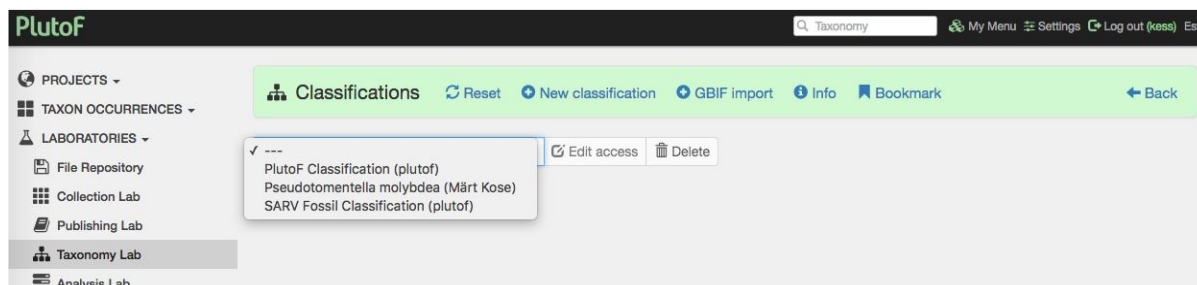 PlutoF
Taxonomy
My Menu Settings Log out (kess) Es
PROJECTS
TAXON OCCURRENCES
LABORATORIES
File Repository
Collection Lab
Publishing Lab
Taxonomy Lab
Analysis Lab
Classifications Reset New classification GBIF import Info Bookmark Back
✓ ---
PlutoF Classification (plutof)
Pseudotomentella molybdea (Märt Kose)
SARV Fossil Classification (plutof)
Edit access Delete